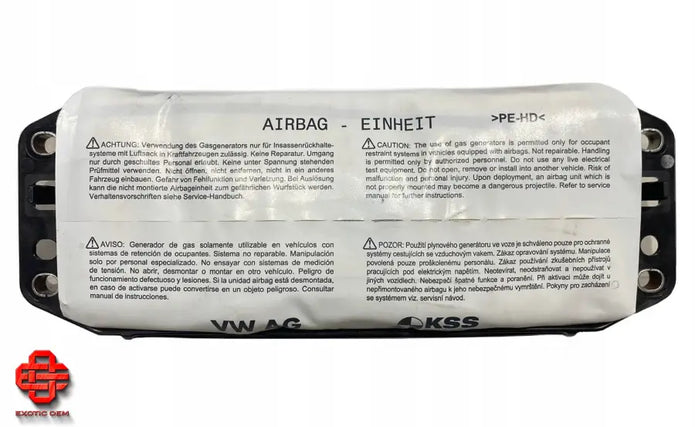 AIRBAG - EINHEIT >PE-HD<
ACHTUNG: Verwendung des Gasgenerators nur für Insassenrückhalte-
systeme mit Luftsack in Kraftfahrzeugen zulässig. Keine Reparatur. Umgang
nur durch geschultes Personal erlaubt. Keine unter Spannung stehenden
Prüfmittel verwenden. Nicht öffnen, nicht entfernen, nicht in ein anderes
Fahrzeug einbauen. Gefahr von Fehlfunktion und Verletzung. Bei Auslösung
kann die nicht montierte Airbageinheit zum gefährlichen Wurfstück werden.
Verhaltensvorschriften siehe Service-Handbuch.
CAUTION: The use of gas generators is permitted only for occupant
restraint systems in vehicles equipped with airbags. Not repairable. Handling
is permitted only by authorized personnel. Do not use any live electrical
test equipment. Do not open, remove or install into another vehicle. Risk of
malfunction and personal injury. Upon deployment, an airbag unit which is
not properly mounted may become a dangerous projectile. Refer to service
manual for further instructions.
AVISO: Generador de gas solamente utilizable en vehículos con
sistemas de retención de ocupantes. Sistema no reparable. Manipulación
solo por personal especializado. No ensayar con sistemas de medición
de tensión. No abrir, desmontar o montar en otro vehículo. Peligro de
funcionamiento defectuoso y lesiones. Si la unidad airbag está desmontada,
en caso de activarse puede convertirse en un objeto peligroso. Consultar
manual de instrucciones.
POZOR: Použití plynového generátoru ve voze je schváleno pouze pro ochranné
systémy cestujících se vzduchovým vakem. Zákaz opravování systému. Manipulace
povolená pouze proškolenému personálu. Zákaz používání zkušebních přístrojů
pracujících pod elektrickým napětím. Neotevírat, neodstraňovat a nepoužívat v
jiných vozidlech. Nebezpečí špatné funkce a poranění. Při aktivaci může dojít u
nepřimontovaného airbagu k jeho nebezpečnému vymrštění. Pokyny pro zacházení
se systémem viz. servisní návod.
VW AG
KSS
EXOTIC OEM